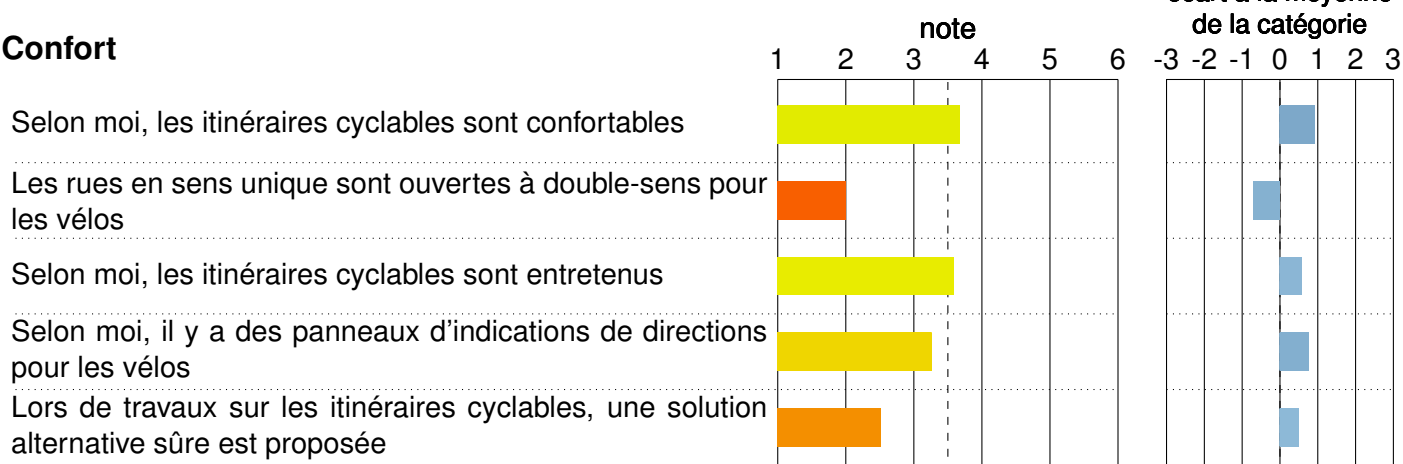 écart à la moyenne
note
de la catégorie
Confort
1 2 3 4 5 6 -3 -2 -1 0 1 2 3
Selon moi, les itinéraires cyclables sont confortables
Les rues en sens unique sont ouvertes à double-sens pour
les vélos
Selon moi, les itinéraires cyclables sont entretenus
Selon moi, il y a des panneaux d'indications de directions
pour les vélos
Lors de travaux sur les itinéraires cyclables, une solution
alternative sûre est proposée